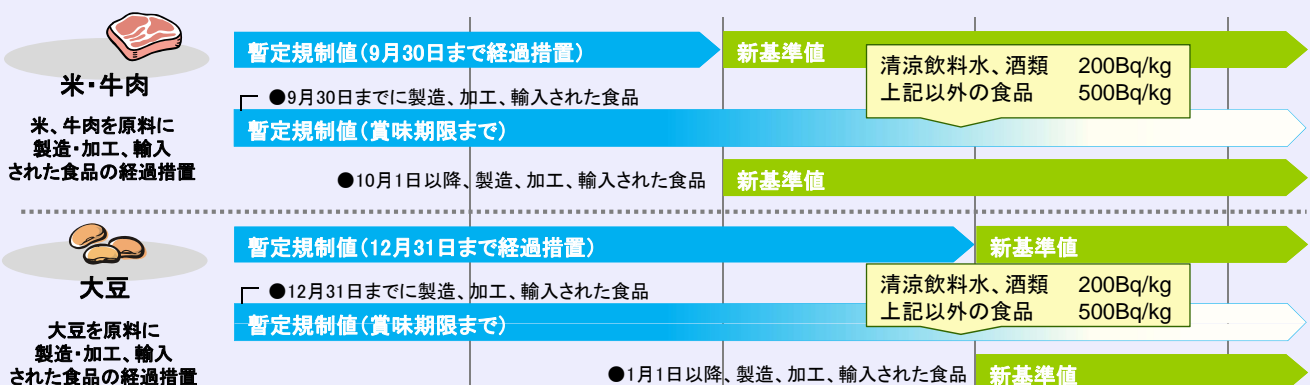 米・牛肉
米、牛肉を原料に
製造・加工、輸入
された食品の経過措置
暫定規制値(9月30日まで経過措置)
新基準値
●9月30日までに製造、加工、輸入された食品
暫定規制値(賞味期限まで)
清涼飲料水、酒類 200Bq/kg
上記以外の食品 500Bq/kg
●10月1日以降、製造、加工、輸入された食品
新基準値
大豆
大豆を原料に
製造・加工、輸入
された食品の経過措置
暫定規制値(12月31日まで経過措置)
新基準値
●12月31日までに製造、加工、輸入された食品
暫定規制値(賞味期限まで)
清涼飲料水、酒類 200Bq/kg
上記以外の食品 500Bq/kg
●1月1日以降、製造、加工、輸入された食品
新基準値